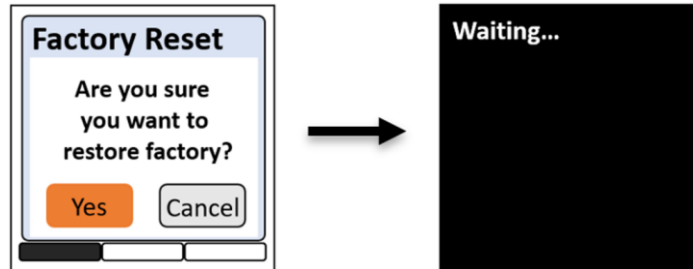 Factory Reset
Are you sure
you want to
restore factory?
Yes
Cancel
Waiting...